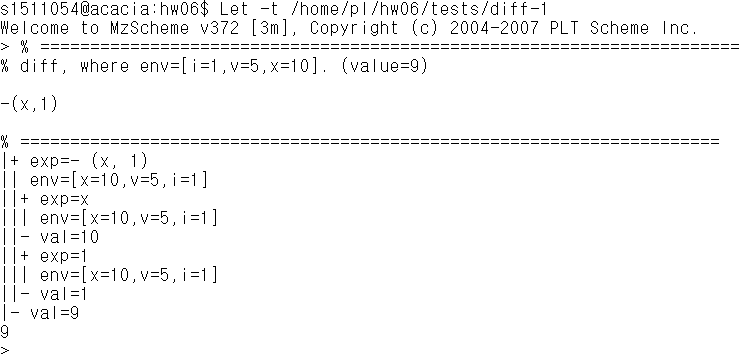 s1511054@acacia:hw06$ Let -t /home/pl/hw06/tests/diff-1
Welcome to MzScheme v372 [3m], Copyright (c) 2004-2007 PLT Scheme Inc.
> % ======================================================================
% diff, where env=[i=1,v=5,x=10]. (value=9)
-(x,1)
% ======================================================================
|+ exp=- (x, 1)
|| env=[x=10,v=5,i=1]
||+ exp=x
||| env=[x=10,v=5,i=1]
||- val=10
||+ exp=1
||| env=[x=10,v=5,i=1]
||- val=1
|- val=9
9
>